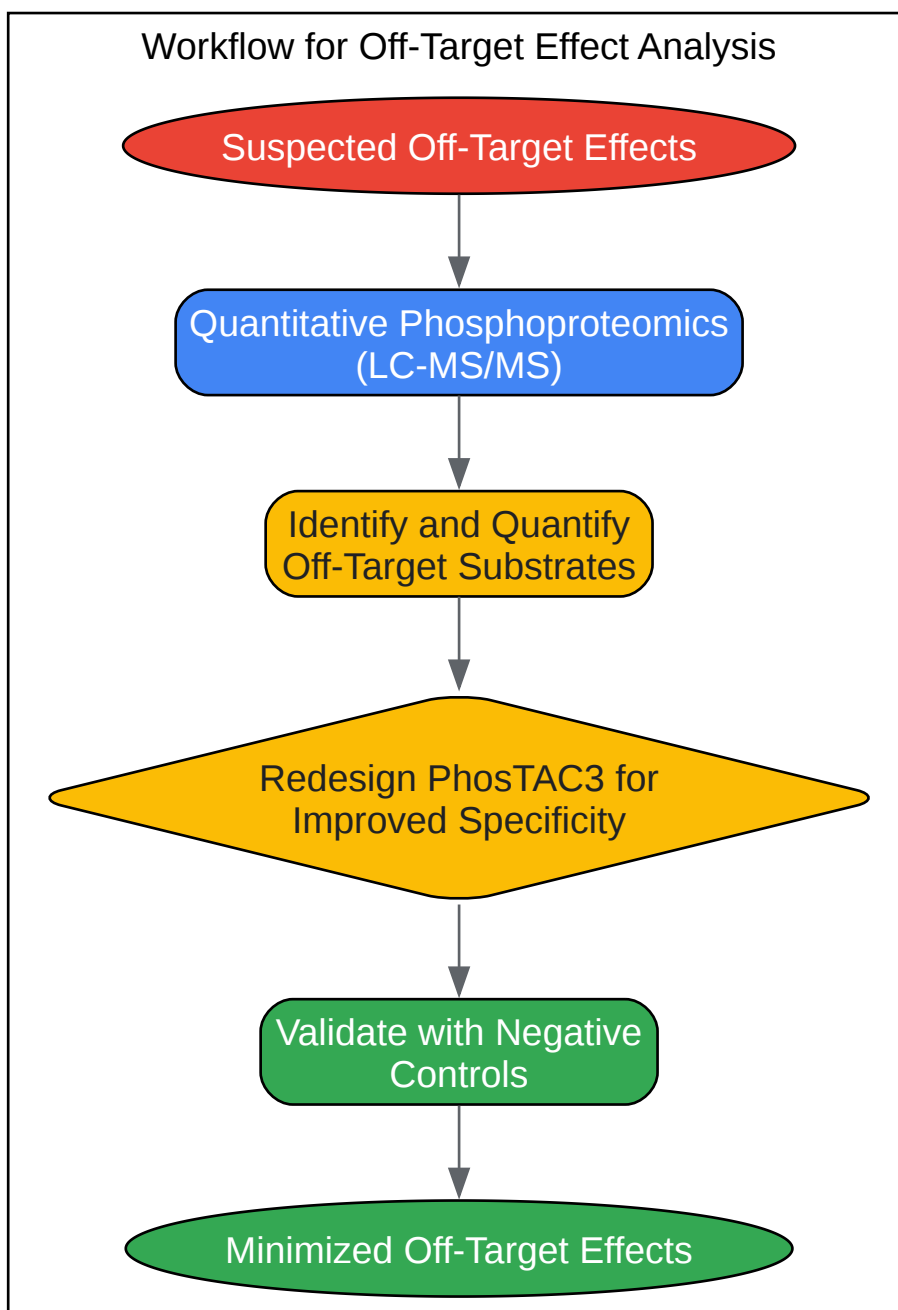 Workflow for Off-Target Effect Analysis
Suspected Off-Target Effects
Quantitative Phosphoproteomics
(LC-MS/MS)
Identify and Quantify
Off-Target Substrates
Redesign PhosTAC3 for
Improved Specificity
Validate with Negative
Controls
Minimized Off-Target Effects